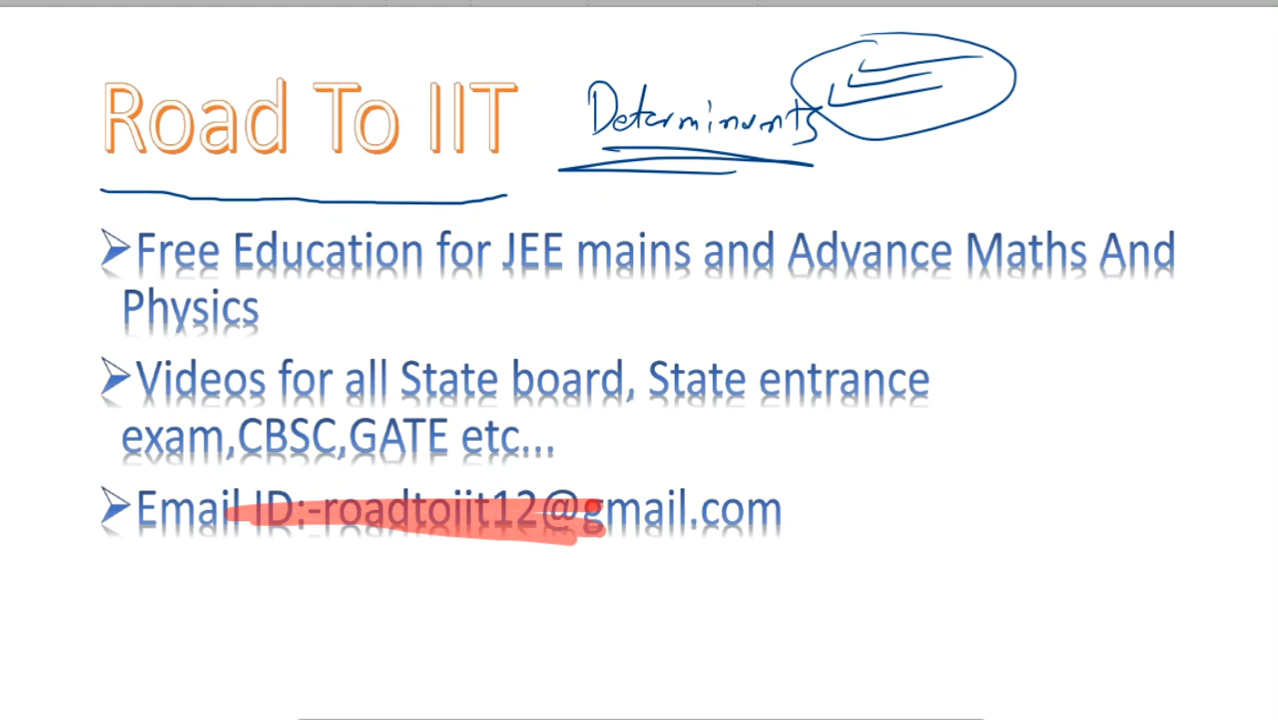 Road To IIT Determinants
➢Free Education for JEE mains and Advance Maths And
Physics
➢Videos for all State board, State entrance
exam,CBSC,GATE etc...
➢Email ID:-roadtoiit12@gmail.com